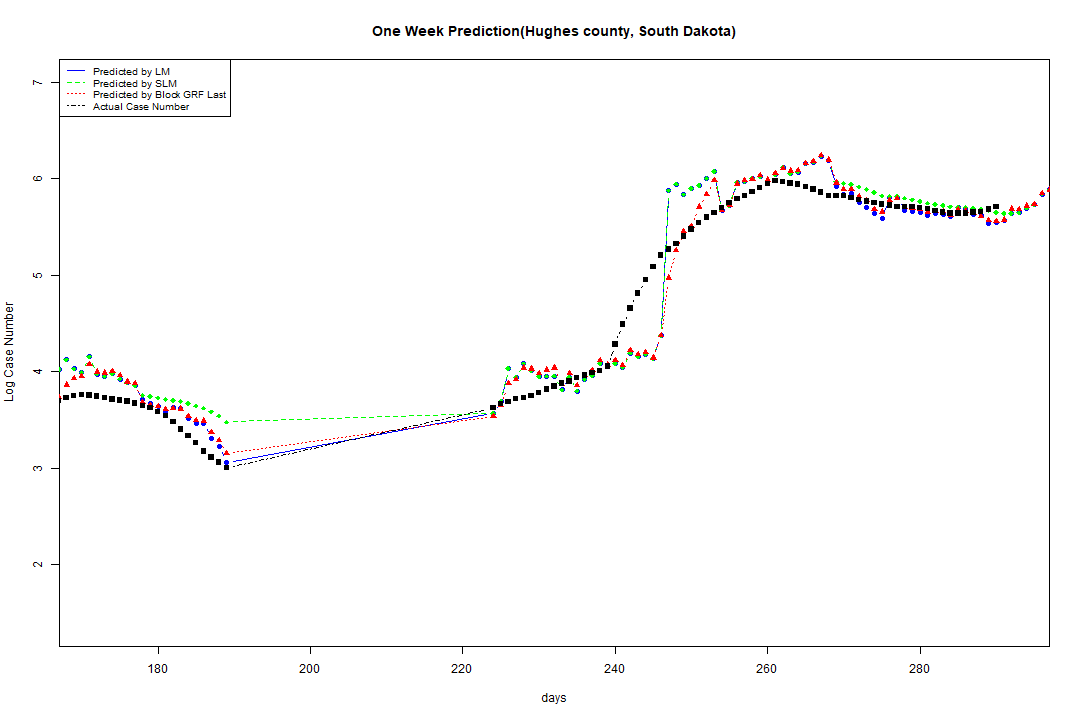 One Week Prediction(Hughes county, South Dakota)
Predicted by LM
Predicted by SLM
Predicted by Block GRF Last
Actual Case Number
7
6
5
4
3
2
Log Case Number
180 200 220 240 260 280
days